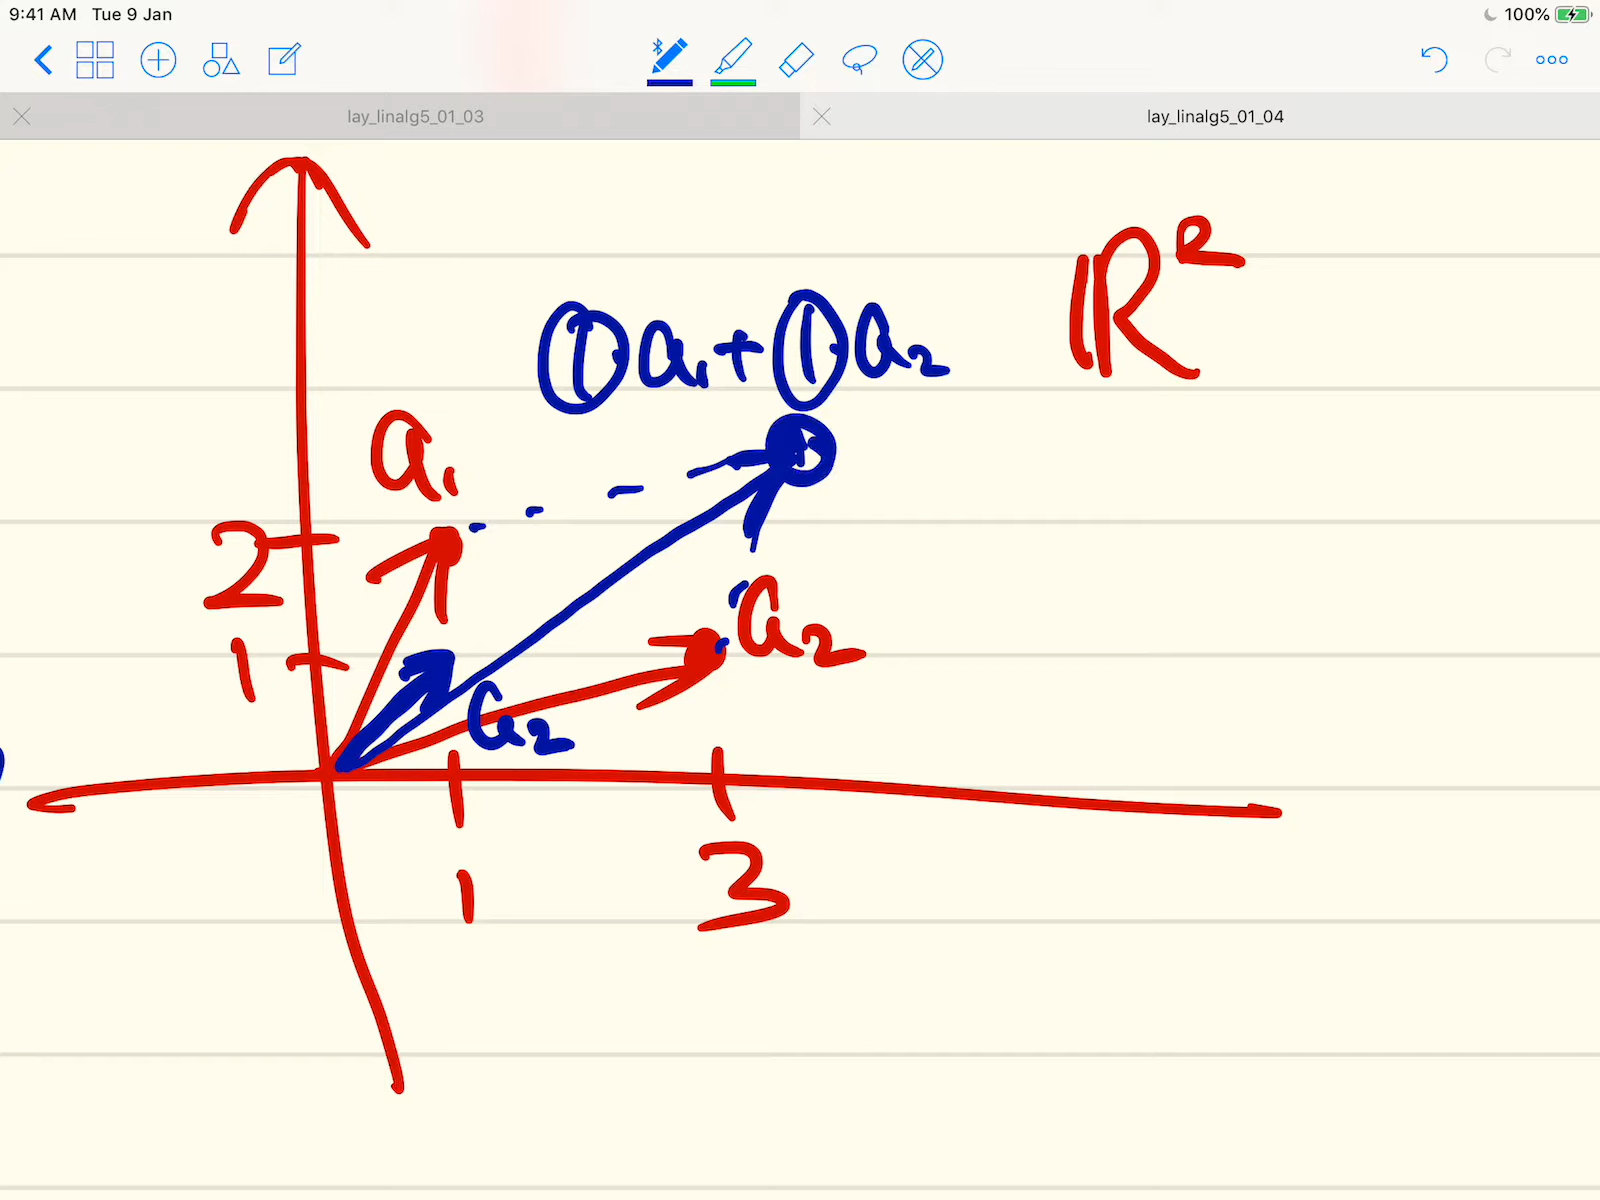 9:41 AM Tue 9 Jan 100%
lay_linalg5_01_03 lay_linalg5_01_04
ℝ²
①a₁+①a₂
a₁
2
a₂
1
a₂
1 3